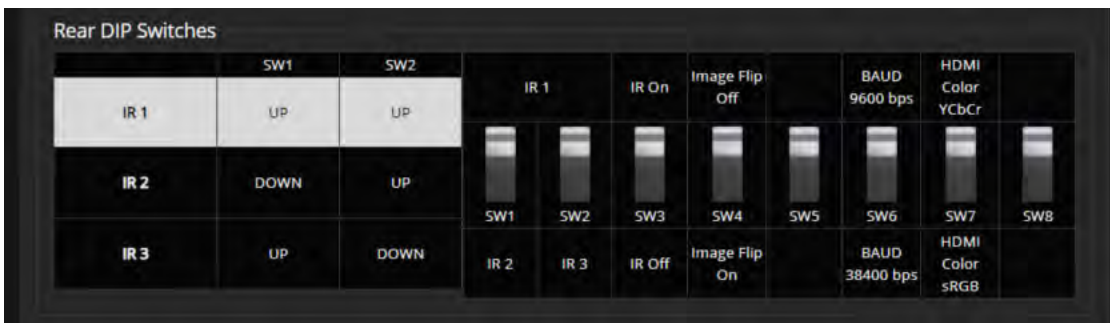 Rear DIP Switches
SW1 SW2
IR 1 UP UP
IR 2 DOWN UP
IR 3 UP DOWN
IR 1 IR On Image Flip Off BAUD 9600 bps HDMI Color YCbCr
SW1 SW2 SW3 SW4 SW5 SW6 SW7 SW8
IR 2 IR 3 IR Off Image Flip On BAUD 38400 bps HDMI Color sRGB